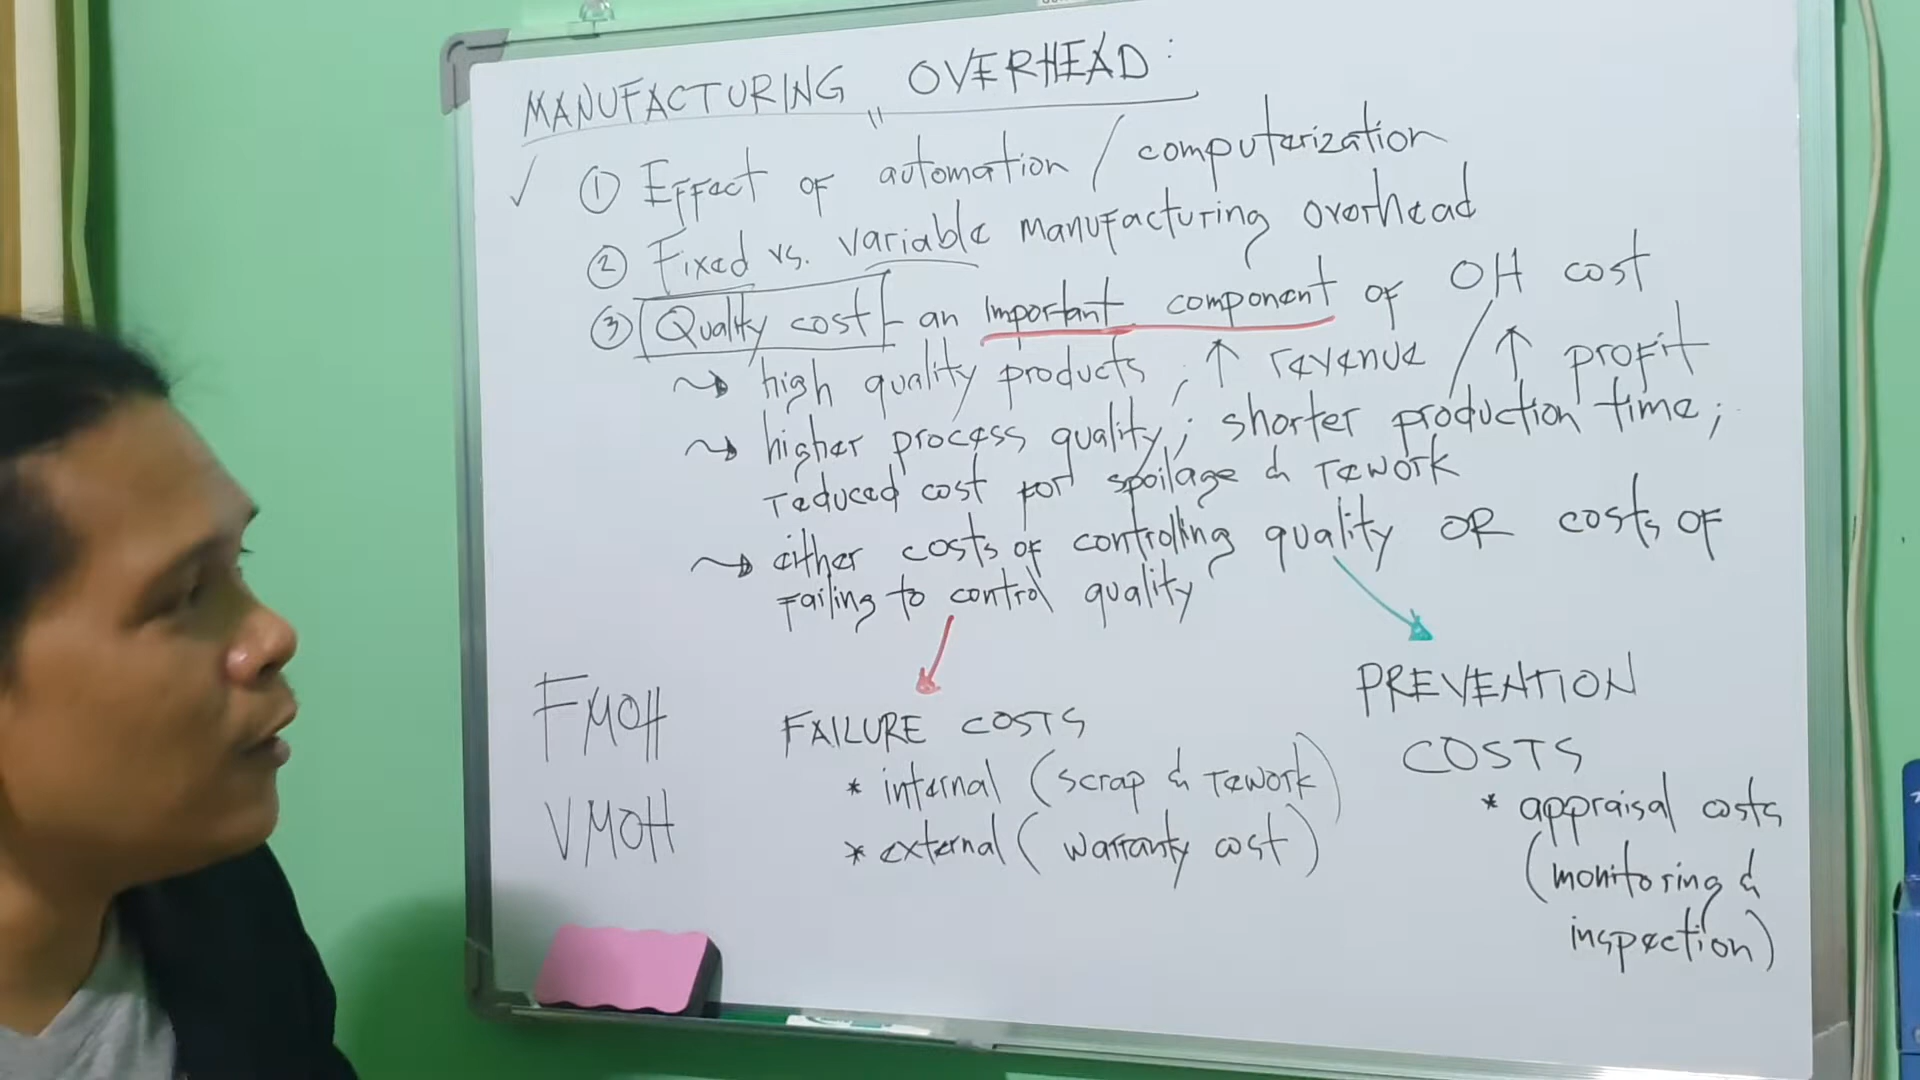 MANUFACTURING OVERHEAD:
① Effect of automation / computerization
② Fixed vs. variable manufacturing overhead
③ Quality cost - an important component of OH cost
high quality products ; ↑ revenue / ↑ profit
higher process quality ; shorter production time;
reduced cost for spoilage & rework
either costs of controlling quality OR costs of
failing to control quality
FMOH
VMOH
FAILURE COSTS
* internal (scrap & rework)
* external (warranty cost)
PREVENTION
COSTS
* appraisal costs
(monitoring &
inspection)